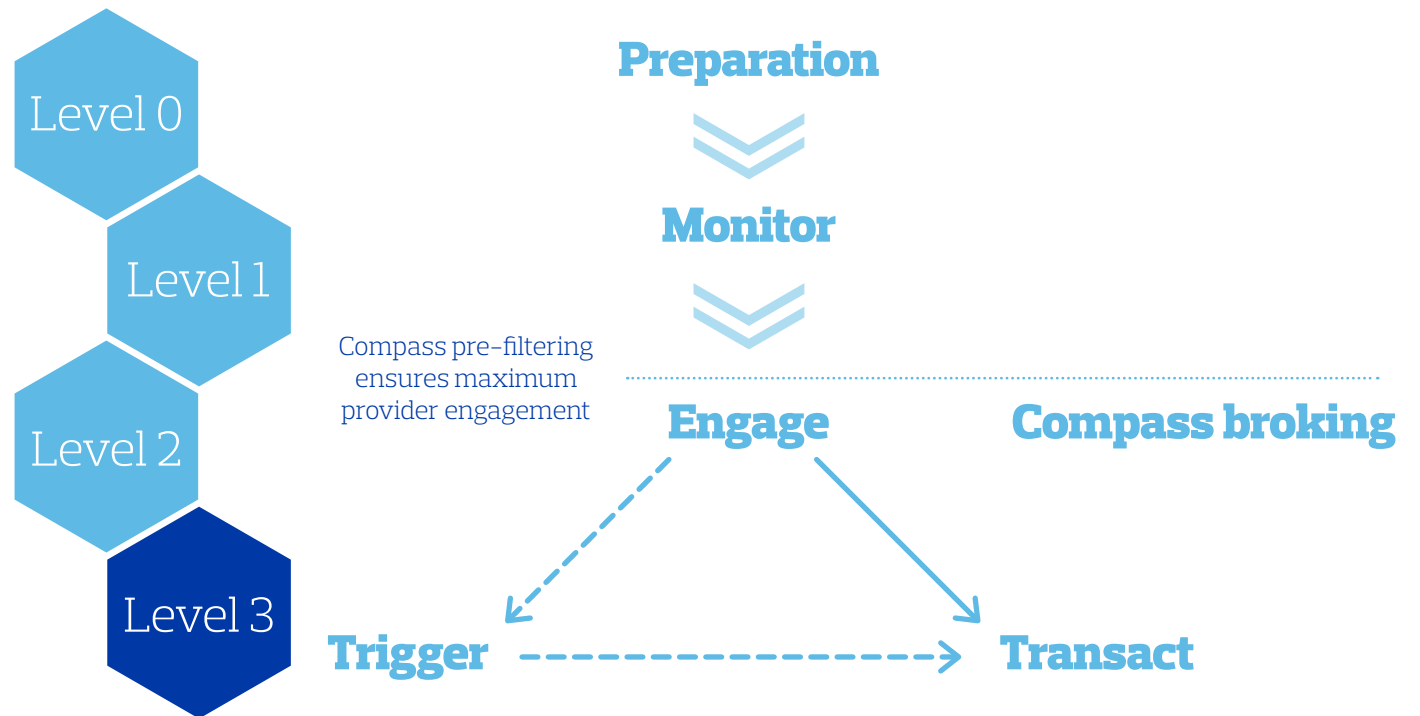 Level 0
Preparation
Level 1
Monitor
Compass pre-filtering
ensures maximum
provider engagement
Level 2
Engage
Compass broking
Level 3
Trigger
Transact